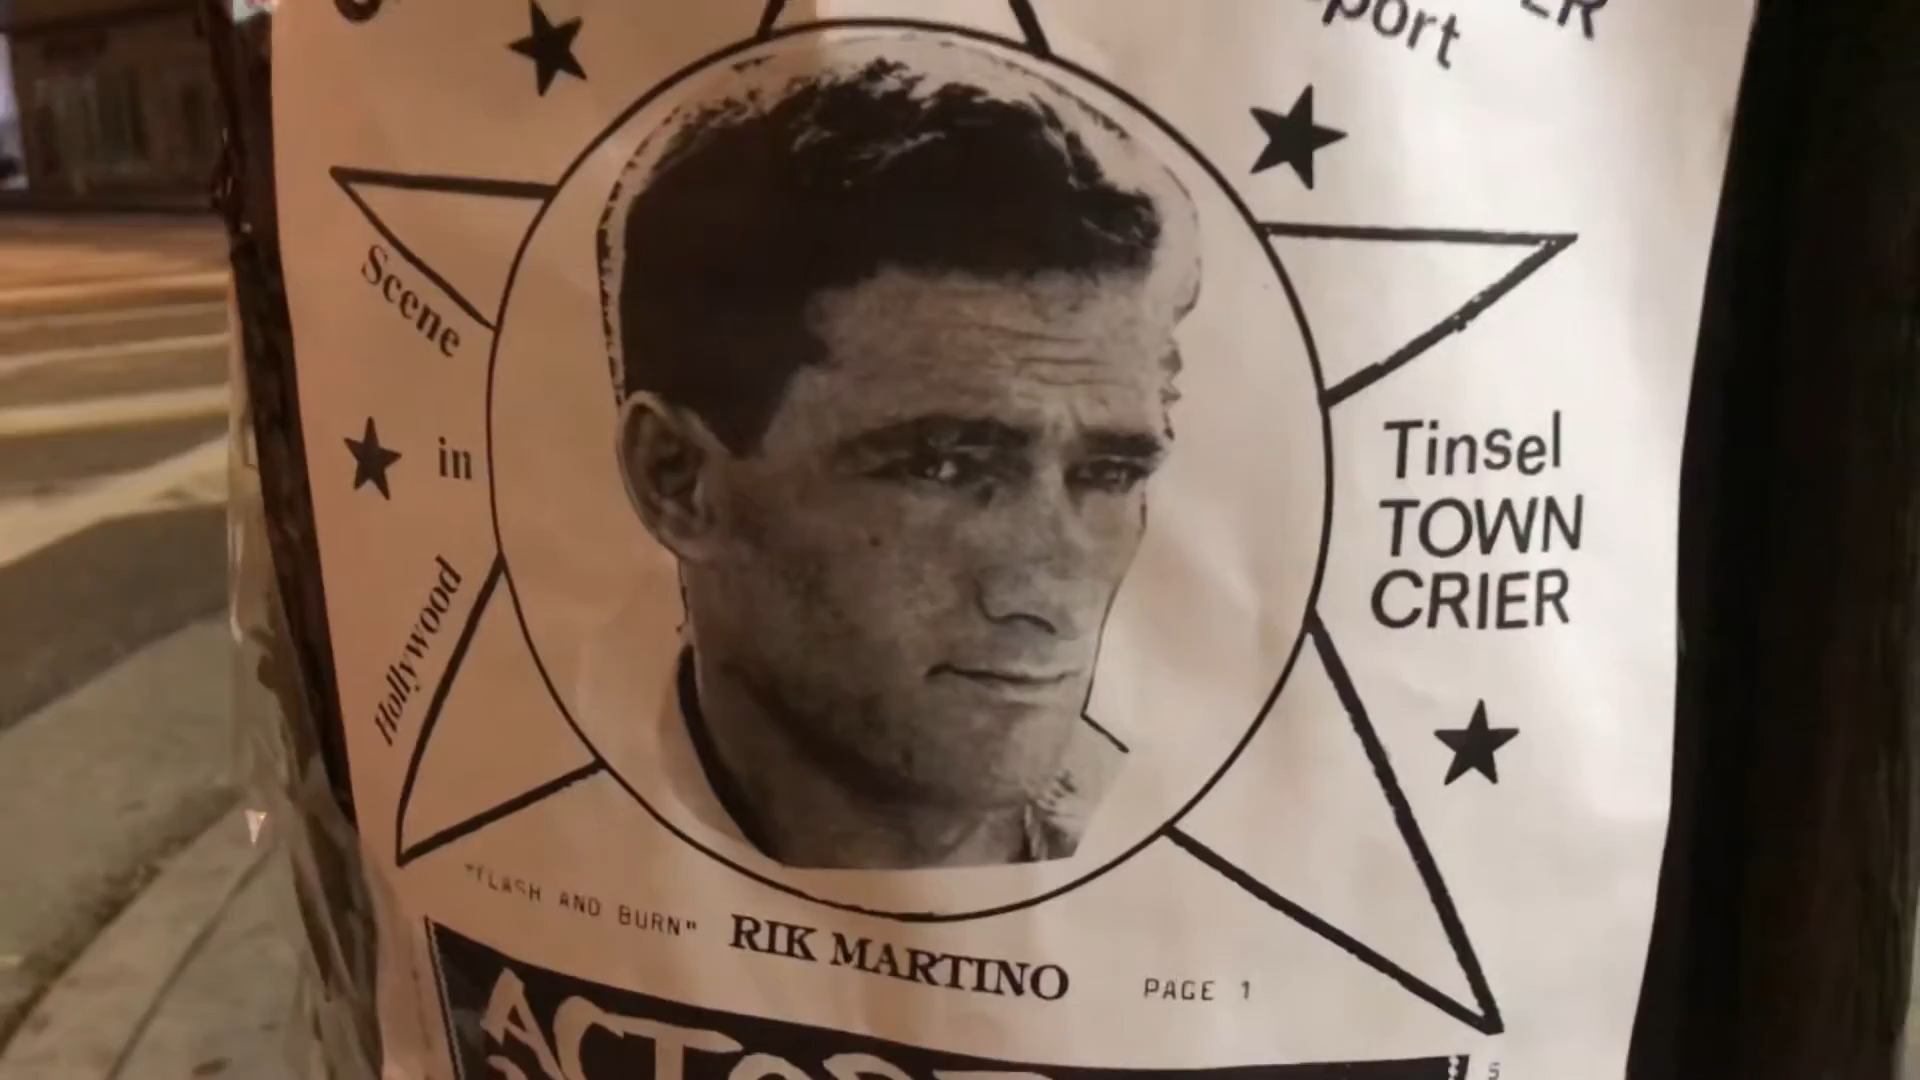 port
Scene
in
Hollywood
Tinsel
TOWN
CRIER
"FLASH AND BURN" RIK MARTINO PAGE 1